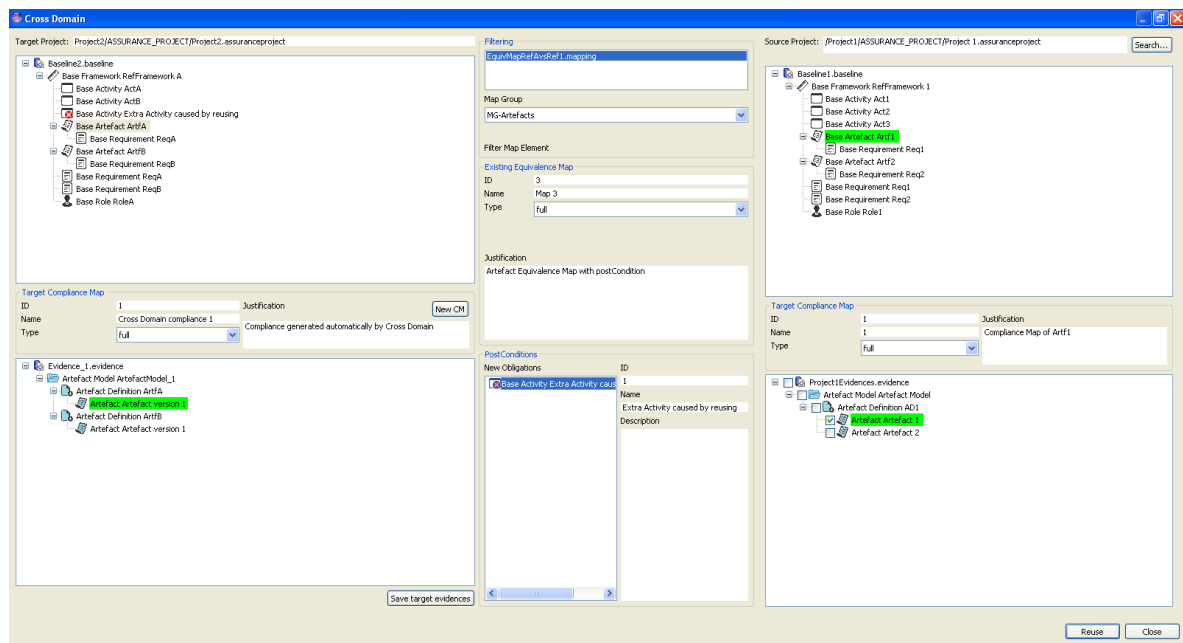 Cross Domain
Target Project: Project2/ASSURANCE_PROJECT/Project2.assuranceproject
Baseline2.baseline
Base Framework RefFramework A
Base Activity ActA
Base Activity ActB
Base Activity Extra Activity caused by reusing
Base Artefact ArtfA
Base Requirement ReqA
Base Artefact ArtfB
Base Requirement ReqB
Base Requirement ReqA
Base Requirement ReqB
Base Role RoleA
Target Compliance Map
ID 1 Justification New CM
Name Cross Domain compliance 1 Compliance generated automatically by Cross Domain
Type full
Evidence_1.evidence
Artefact Model ArtefactModel_1
Artefact Definition ArtfA
Artefact Artefact version 1
Artefact Definition ArtfB
Artefact Artefact version 1
Save target evidences
Filtering
EquivMapRefAvsRef1.mapping
Map Group
MG-Artefacts
Filter Map Element
Existing Equivalence Map
ID 3
Name Map 3
Type full
Justification
Artefact Equivalence Map with postCondition
PostConditions
New Obligations ID
Base Activity Extra Activity caus 1
Name
Extra Activity caused by reusing
Description
Source Project: /Project1/ASSURANCE_PROJECT/Project 1.assuranceproject Search...
Baseline1.baseline
Base Framework RefFramework 1
Base Activity Act1
Base Activity Act2
Base Activity Act3
Base Artefact Artf1
Base Requirement Req1
Base Artefact Artf2
Base Requirement Req2
Base Requirement Req1
Base Requirement Req2
Base Role Role1
Target Compliance Map
ID 1 Justification
Name 1 Compliance Map of Artf1
Type full
Project1Evidences.evidence
Artefact Model Artefact Model
Artefact Definition AD1
Artefact Artefact 1
Artefact Artefact 2
Reuse Close